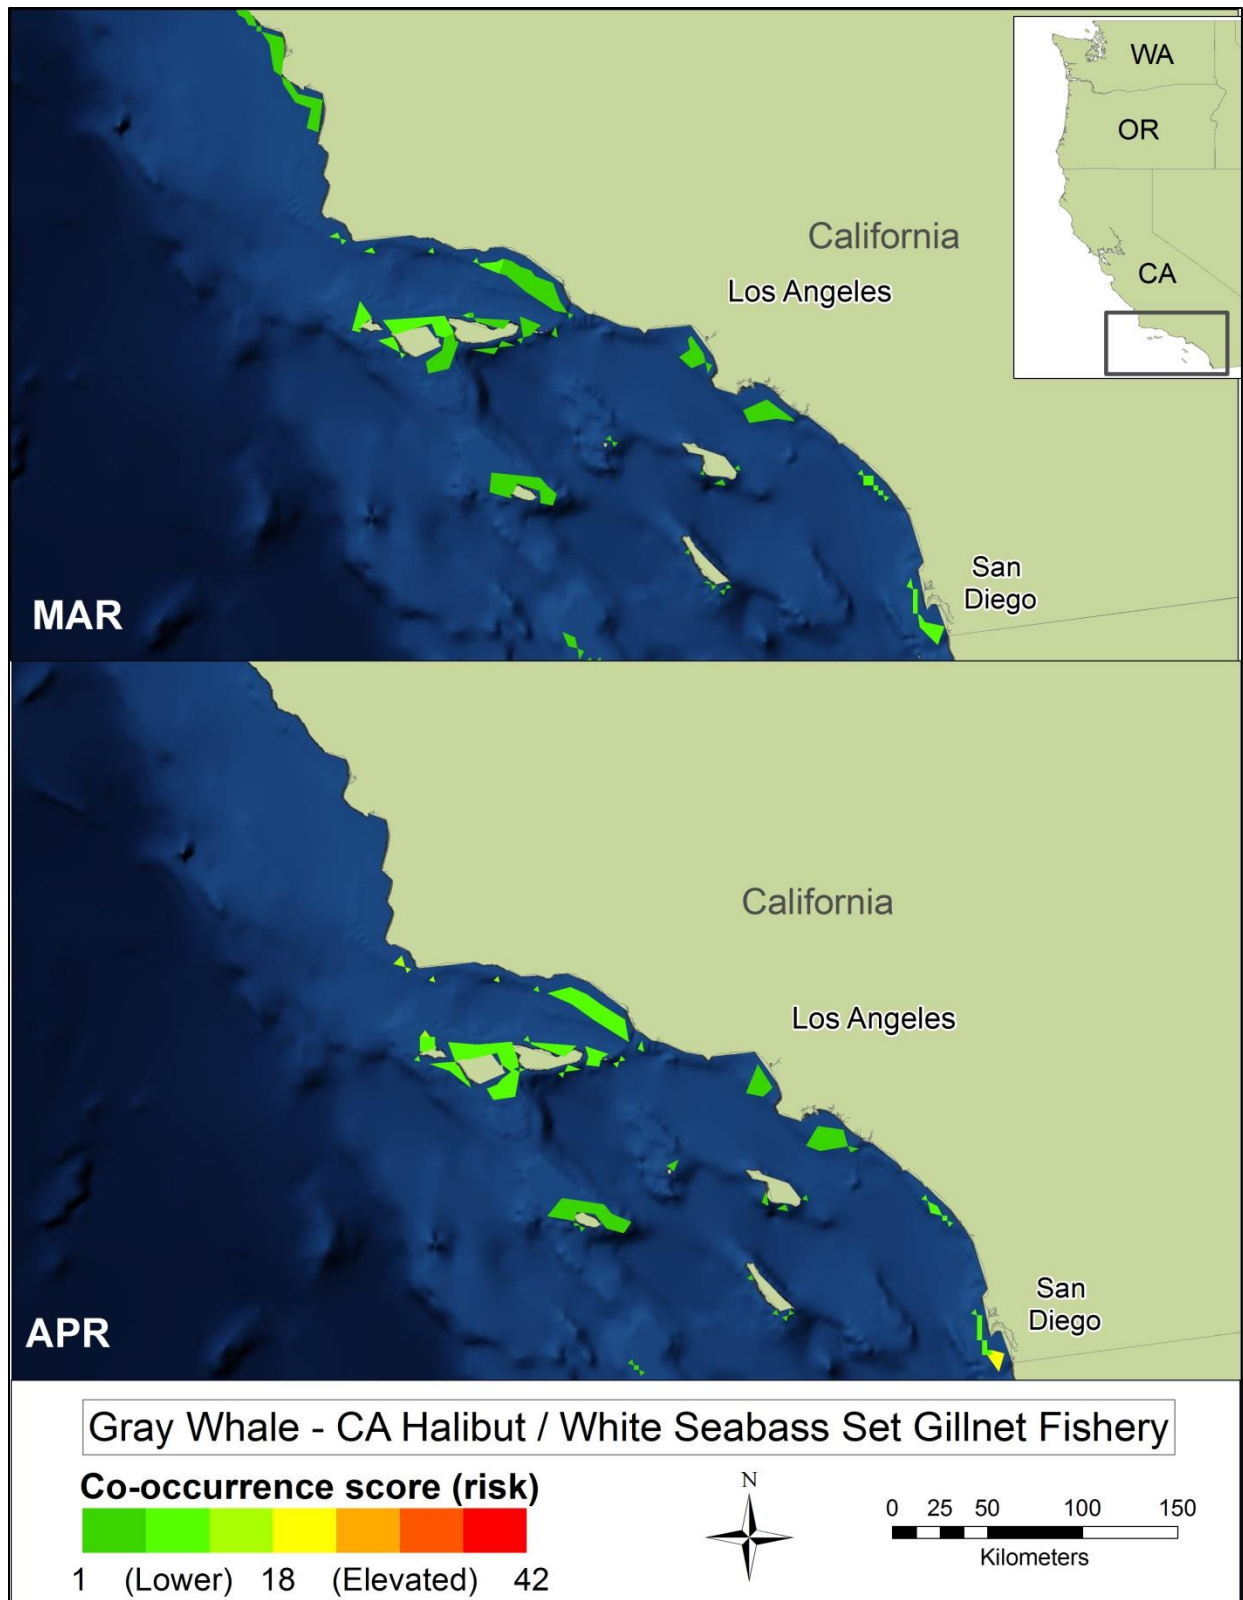 WA
OR
CA
California
Los Angeles
San
Diego
MAR
California
Los Angeles
San
Diego
APR
Gray Whale - CA Halibut / White Seabass Set Gillnet Fishery
Co-occurrence score (risk)
1 (Lower) 18 (Elevated) 42
N
0 25 50 100 150
Kilometers